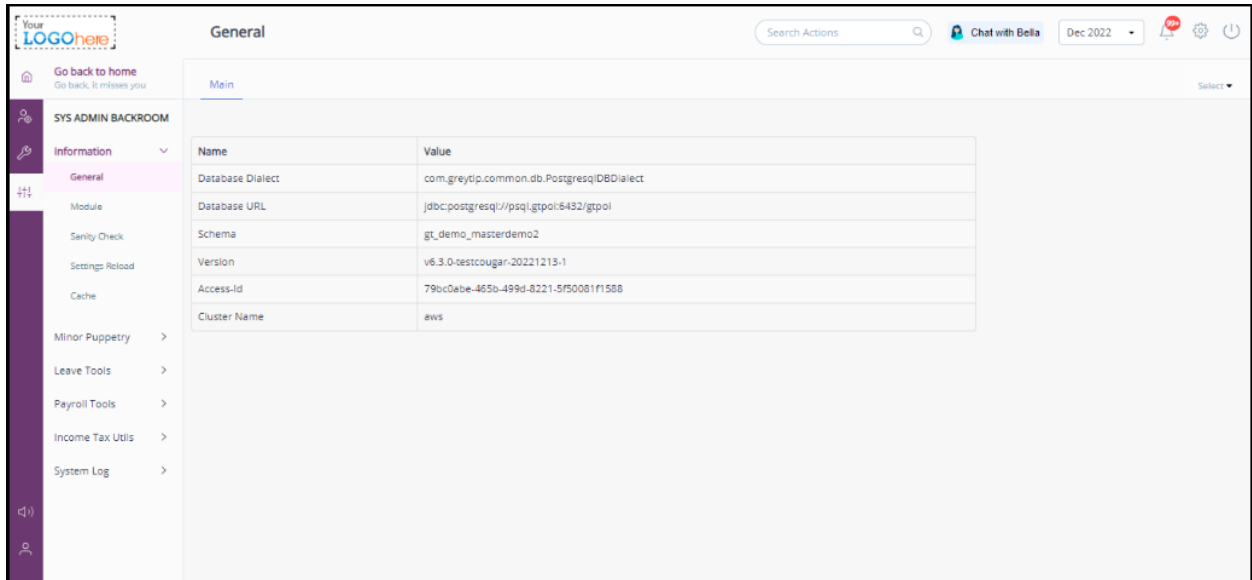 Your
LOGOhere
General
Search Actions
Chat with Bella
Dec 2022
99+
Go back to home
Go back, it misses you
Main
Select
SYS ADMIN BACKROOM
Information
General
Module
Sanity Check
Settings Reload
Cache
Minor Puppetry
Leave Tools
Payroll Tools
Income Tax Utils
System Log
Name Value
Database Dialect com.greytip.common.db.PostgresqlDBDialect
Database URL jdbc:postgresql://psql.gtpol:6432/gtpol
Schema gt_demo_masterdemo2
Version v6.3.0-testcougar-20221213-1
Access-Id 79bc0abe-465b-499d-8221-5f50081f1588
Cluster Name aws